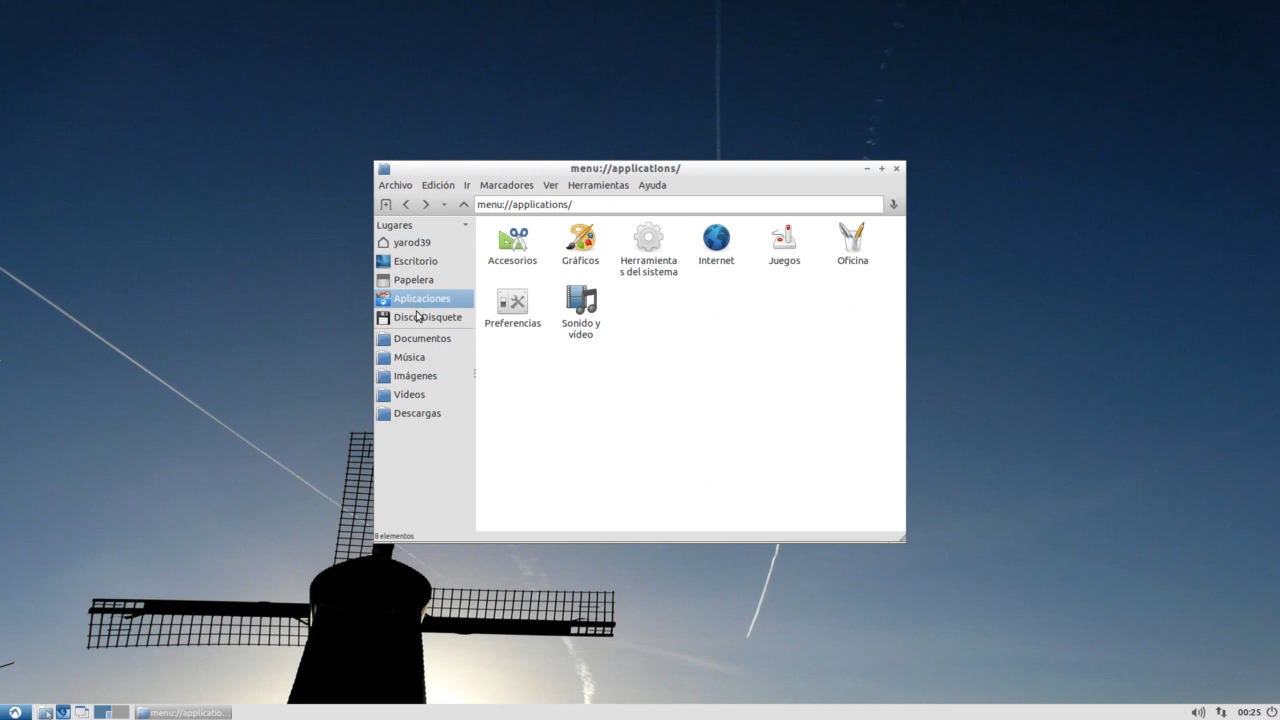 menu://applications/
Archivo Edición Ir Marcadores Ver Herramientas Ayuda
menu://applications/
Lugares
yarod39
Escritorio
Papelera
Aplicaciones
Disco Disquete
Documentos
Música
Imágenes
Vídeos
Descargas
Accesorios
Gráficos
Herramienta
s del sistema
Internet
Juegos
Oficina
Preferencias
Sonido y
vídeo
8 elementos
menu://applicatio...
00:25